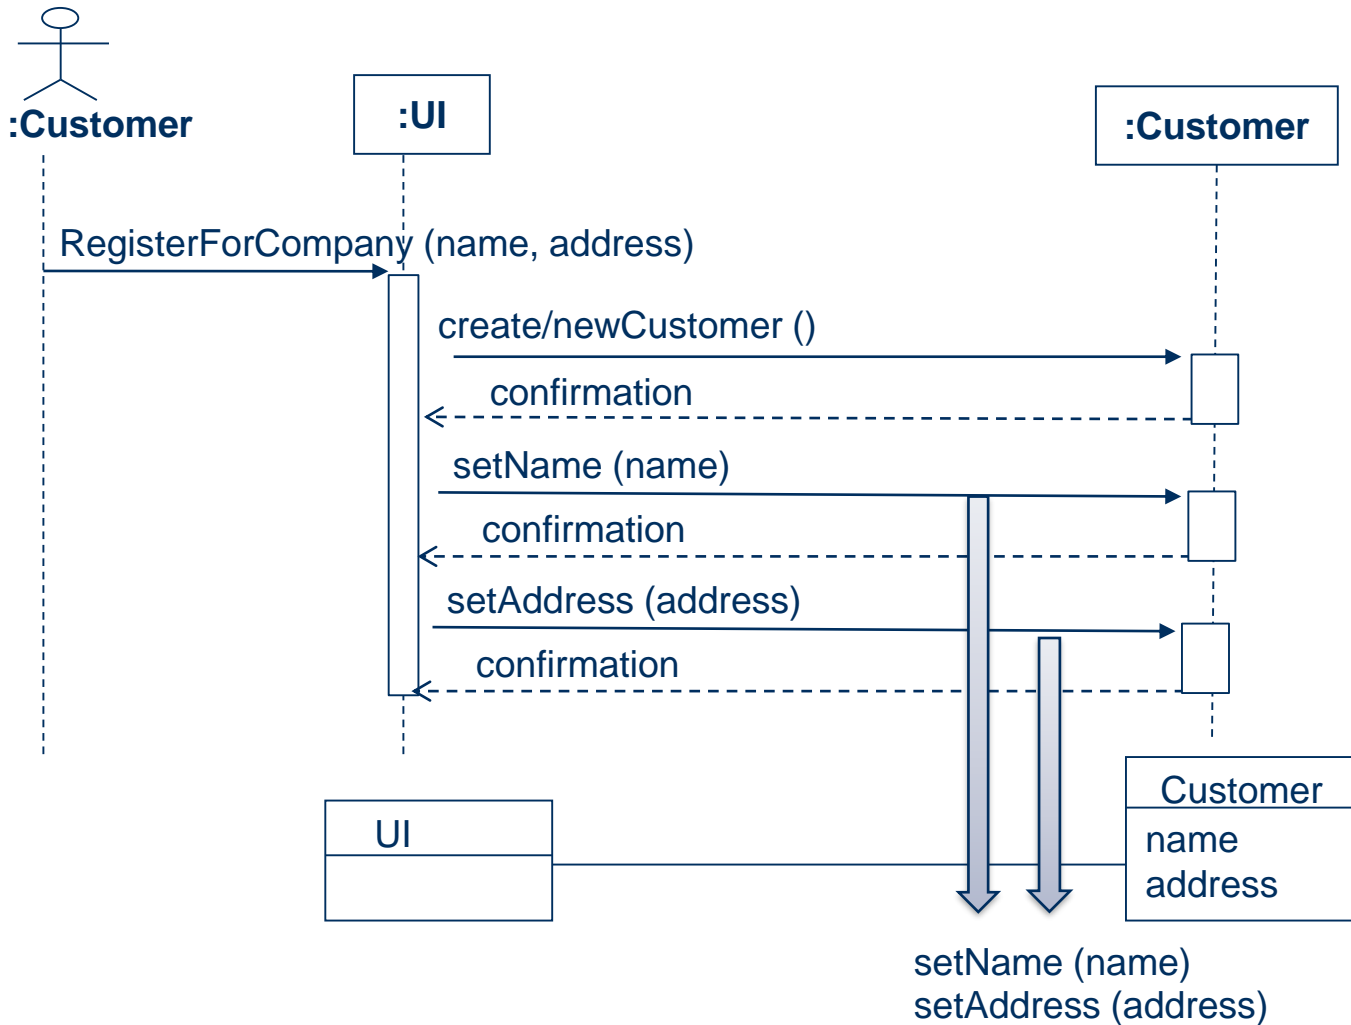 :Customer
:UI
:Customer
RegisterForCompany (name, address)
create/newCustomer ()
confirmation
setName (name)
confirmation
setAddress (address)
confirmation
UI
Customer
name
address
setName (name)
setAddress (address)